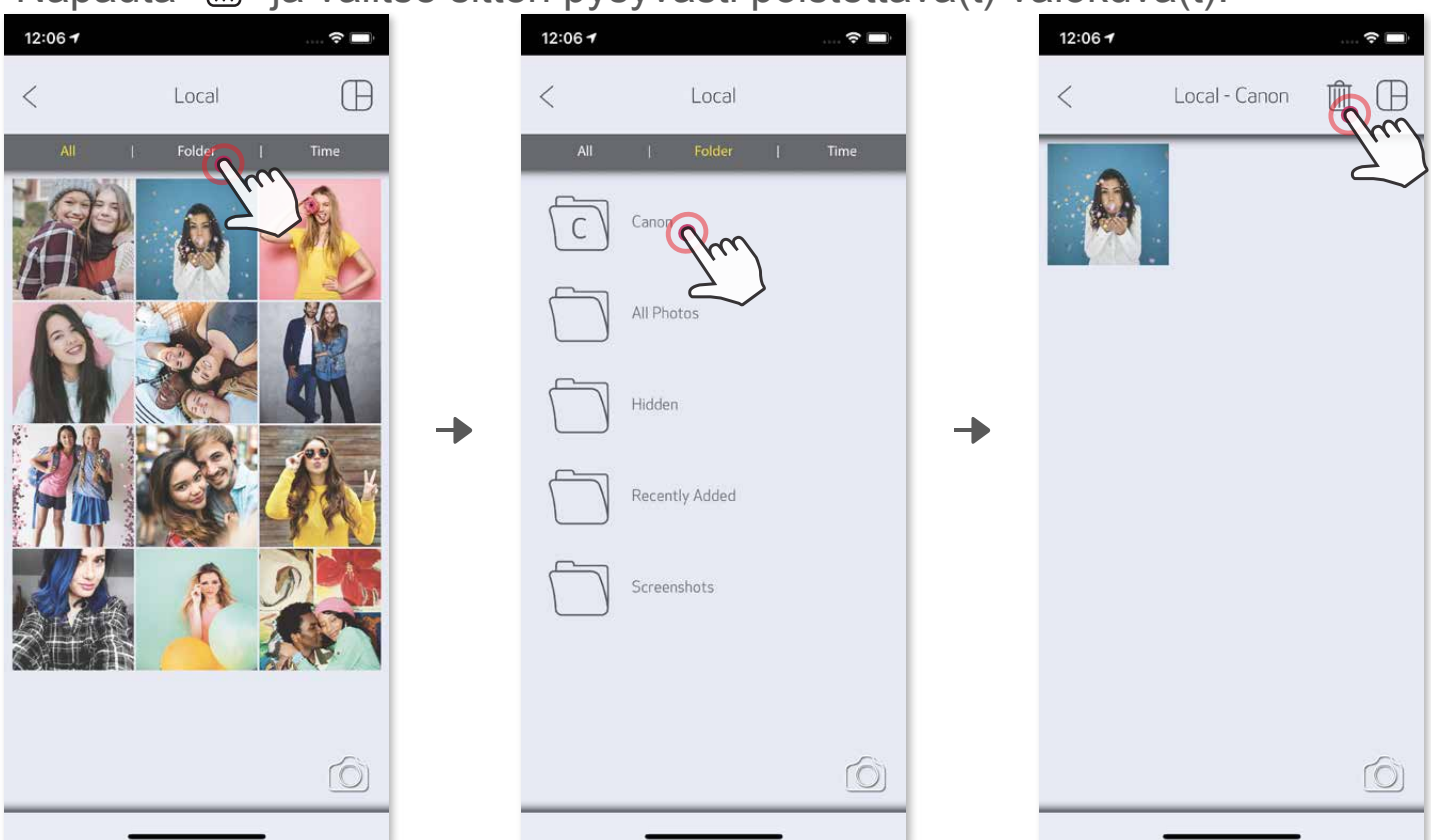 ja valitse sitten pysyvästi poistettava(t) valokuva(t).
12:06
Local
All | Folder | Time
12:06
Local
All | Folder | Time
C Canon
All Photos
Hidden
Recently Added
Screenshots
12:06
Local - Canon